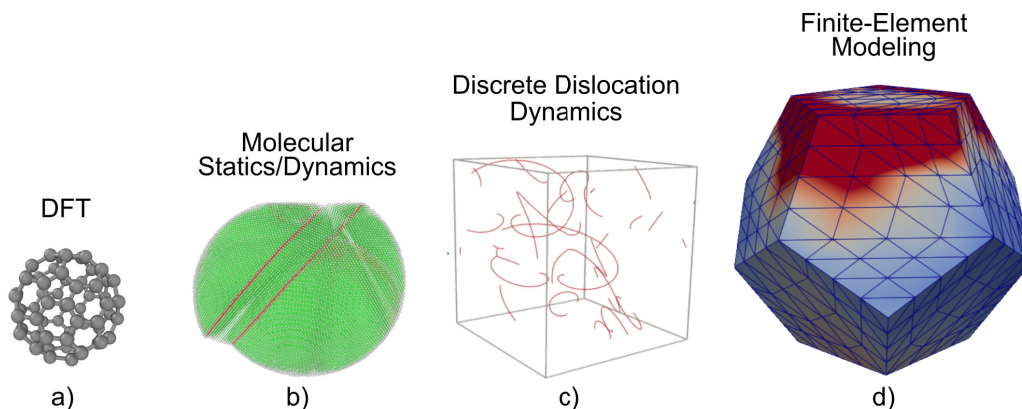 DFT
Molecular
Statics/Dynamics
Discrete Dislocation
Dynamics
Finite-Element
Modeling
a)
b)
c)
d)